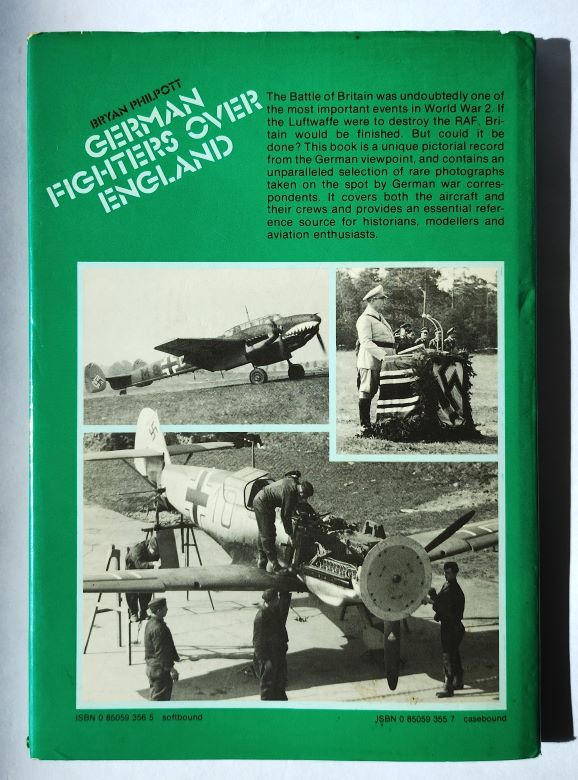 BRYAN PHILPOTT
GERMAN
FIGHTERS OVER
ENGLAND
The Battle of Britain was undoubtedly one of
the most important events in World War 2. If
the Luftwaffe were to destroy the RAF, Bri-
tain would be finished. But could it be
done? This book is a unique pictorial record
from the German viewpoint, and contains an
unparalleled selection of rare photographs
taken on the spot by German war corres-
pondents. It covers both the aircraft and
their crews and provides an essential refer-
ence source for historians, modellers and
aviation enthusiasts.
ISBN 0 85059 356 5 softbound
ISBN 0 85059 355 7 casebound